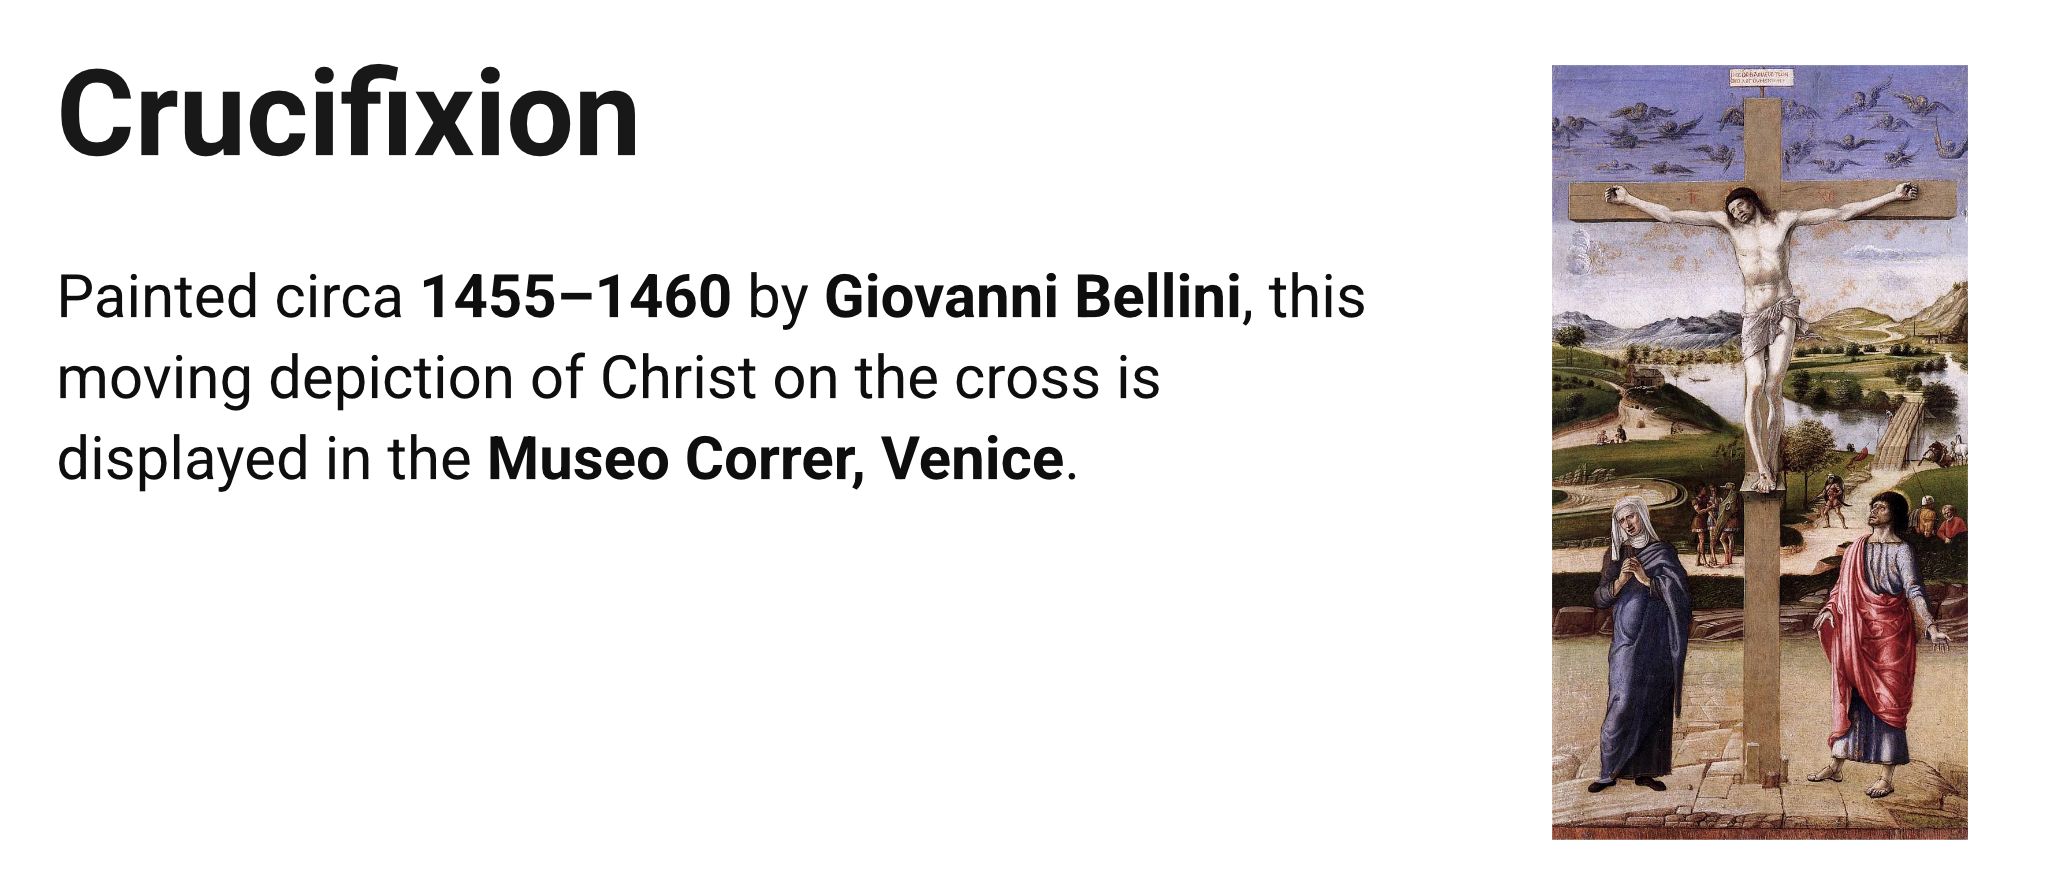 Crucifixion
Painted circa 1455–1460 by Giovanni Bellini, this
moving depiction of Christ on the cross is
displayed in the Museo Correr, Venice.